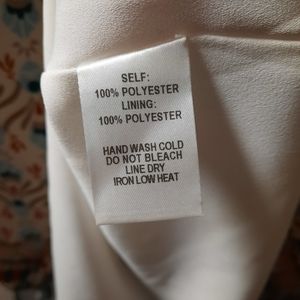 SELF:
100% POLYESTER
LINING:
100% POLYESTER
HAND WASH COLD
DO NOT BLEACH
LINE DRY
IRON LOW HEAT